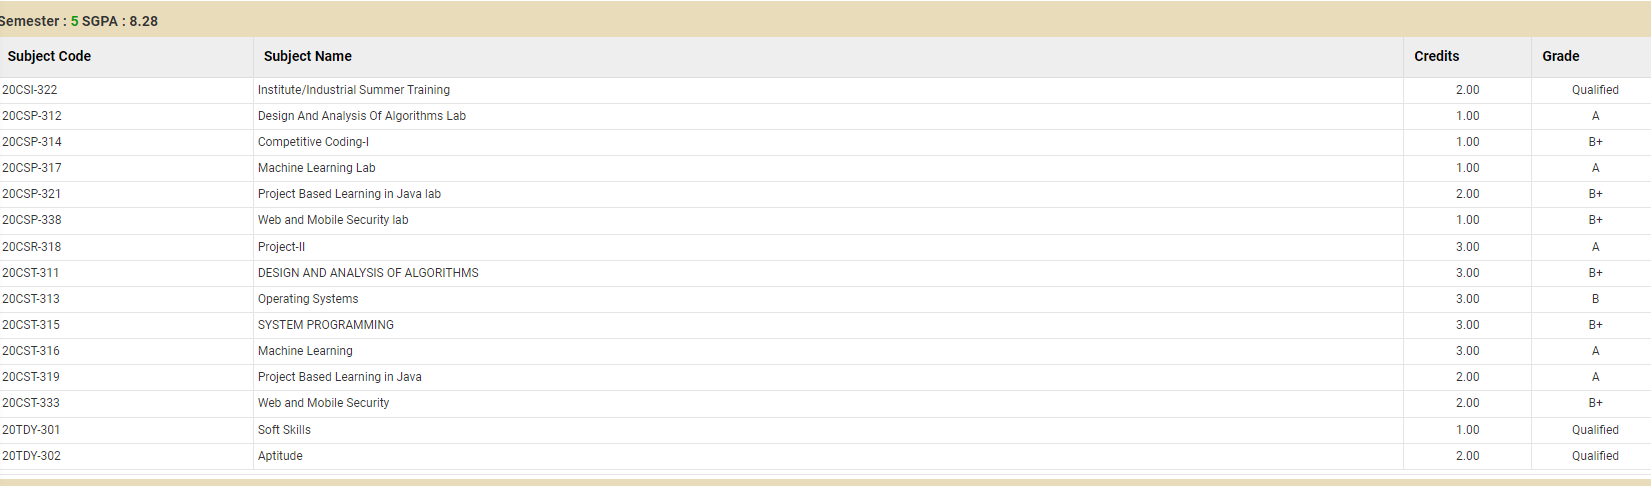 Semester : 5 SGPA : 8.28
Subject Code Subject Name Credits Grade
20CSI-322 Institute/Industrial Summer Training 2.00 Qualified
20CSP-312 Design And Analysis Of Algorithms Lab 1.00 A
20CSP-314 Competitive Coding-I 1.00 B+
20CSP-317 Machine Learning Lab 1.00 A
20CSP-321 Project Based Learning in Java lab 2.00 B+
20CSP-338 Web and Mobile Security lab 1.00 B+
20CSR-318 Project-II 3.00 A
20CST-311 DESIGN AND ANALYSIS OF ALGORITHMS 3.00 B+
20CST-313 Operating Systems 3.00 B
20CST-315 SYSTEM PROGRAMMING 3.00 B+
20CST-316 Machine Learning 3.00 A
20CST-319 Project Based Learning in Java 2.00 A
20CST-333 Web and Mobile Security 2.00 B+
20TDY-301 Soft Skills 1.00 Qualified
20TDY-302 Aptitude 2.00 Qualified